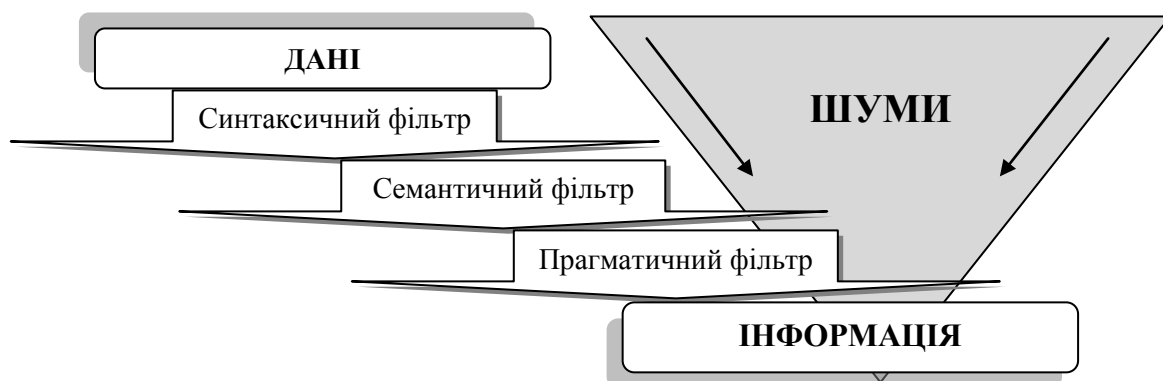 ДАНІ
ШУМИ
Синтаксичний фільтр
Семантичний фільтр
Прагматичний фільтр
ІНФОРМАЦІЯ